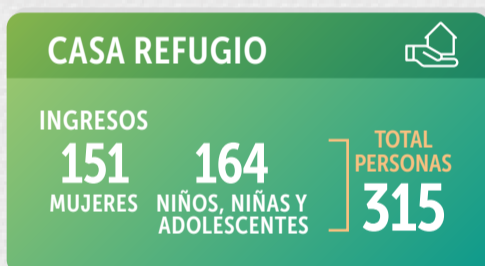 CASA REFUGIO
INGRESOS
151
MUJERES
164
NIÑOS, NIÑAS Y
ADOLESCENTES
TOTAL
PERSONAS
315